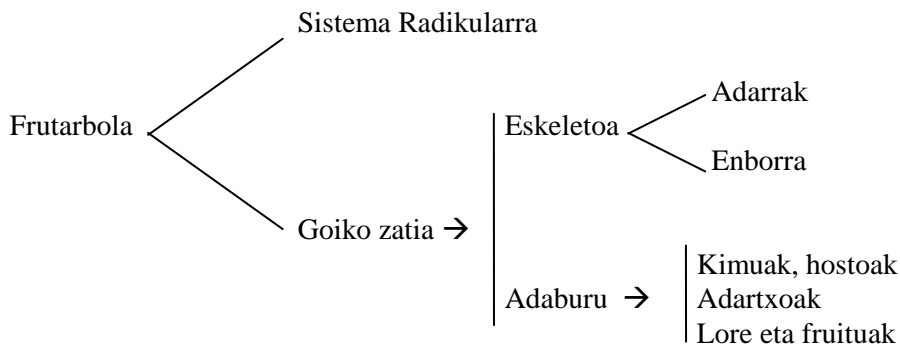 Sistema Radikularra
Adarrak
Frutarbola
Eskeletoa
Enborra
Goiko zatia →
Kimuak, hostoak
Adaburu →
Adartxoak
Lore eta fruituak